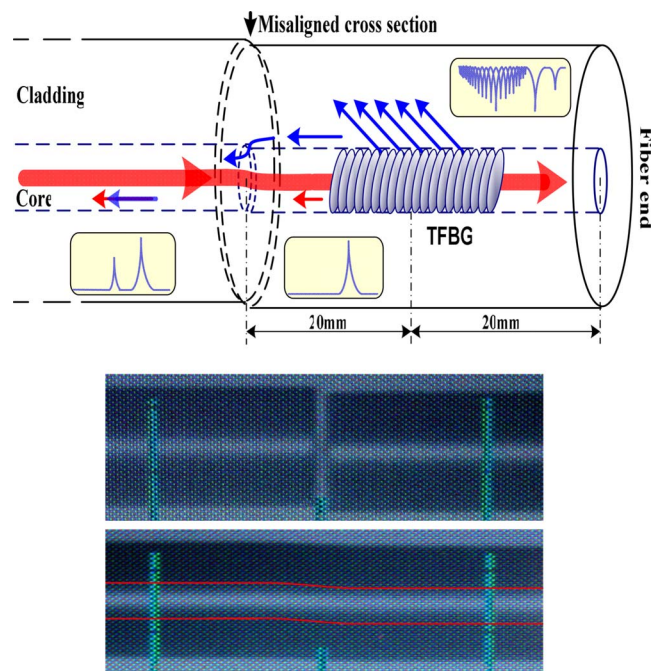 Misaligned cross section
Cladding
Core
TFBG
Fiber end
20mm
20mm